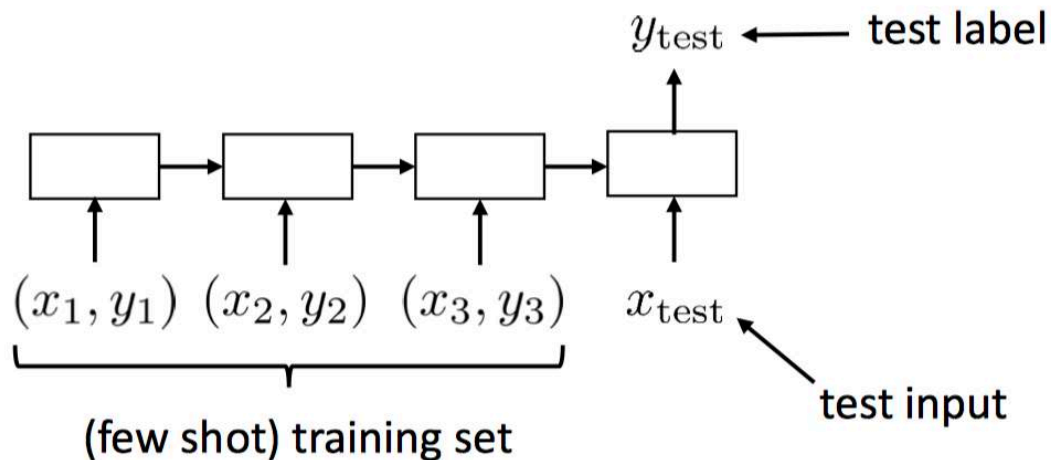 y_test test label
(x_1, y_1) (x_2, y_2) (x_3, y_3) x_test
test input
(few shot) training set